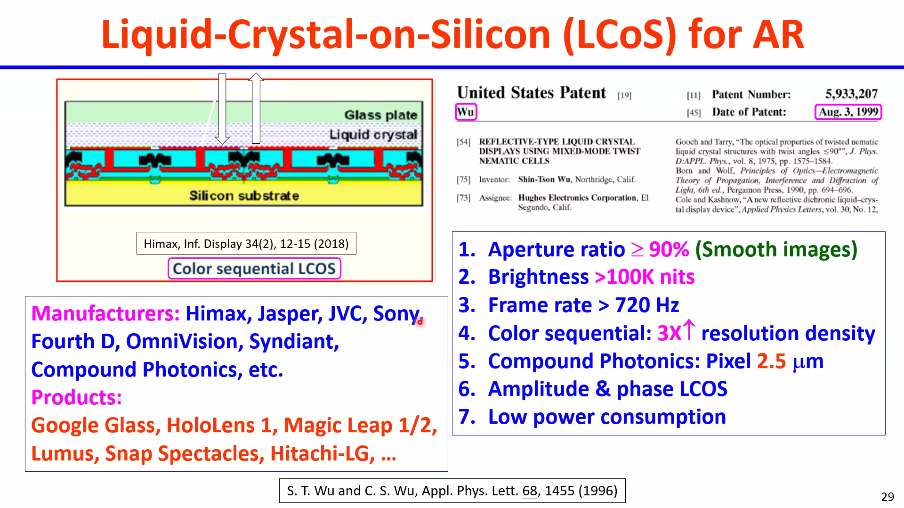 Liquid-Crystal-on-Silicon (LCoS) for AR
Glass plate
Liquid crystal
Silicon substrate
Himax, Inf. Display 34(2), 12-15 (2018)
Color sequential LCOS
Manufacturers: Himax, Jasper, JVC, Sony,
Fourth D, OmniVision, Syndiant,
Compound Photonics, etc.
Products:
Google Glass, HoloLens 1, Magic Leap 1/2,
Lumus, Snap Spectacles, Hitachi-LG, …
United States Patent [19]
Wu
[11] Patent Number: 5,933,207
[45] Date of Patent: Aug. 3, 1999
[54] REFLECTIVE-TYPE LIQUID CRYSTAL
DISPLAYS USING MIXED-MODE TWIST
NEMATIC CELLS
[75] Inventor: Shin-Tson Wu, Northridge, Calif.
[73] Assignee: Hughes Electronics Corporation, El
Segundo, Calif.
Gooch and Tarry, "The optical properties of twisted nematic
liquid crystal structures with twist angles ≤90°", J. Phys.
D:APPL. Phys., vol. 8, 1975, pp. 1575–1584.
Born and Wolf, Principles of Optics—Electromagnetic
Theory of Propagation, Interference and Diffraction of
Light, 6th ed., Pergamon Press, 1990, pp. 694–696.
Cole and Kashnow, "A new reflective dichronic liquid–crys-
tal display device", Applied Physics Letters, vol. 30, No. 12,
1. Aperture ratio ≥ 90% (Smooth images)
2. Brightness >100K nits
3. Frame rate > 720 Hz
4. Color sequential: 3X↑ resolution density
5. Compound Photonics: Pixel 2.5 μm
6. Amplitude & phase LCOS
7. Low power consumption
S. T. Wu and C. S. Wu, Appl. Phys. Lett. 68, 1455 (1996)
29